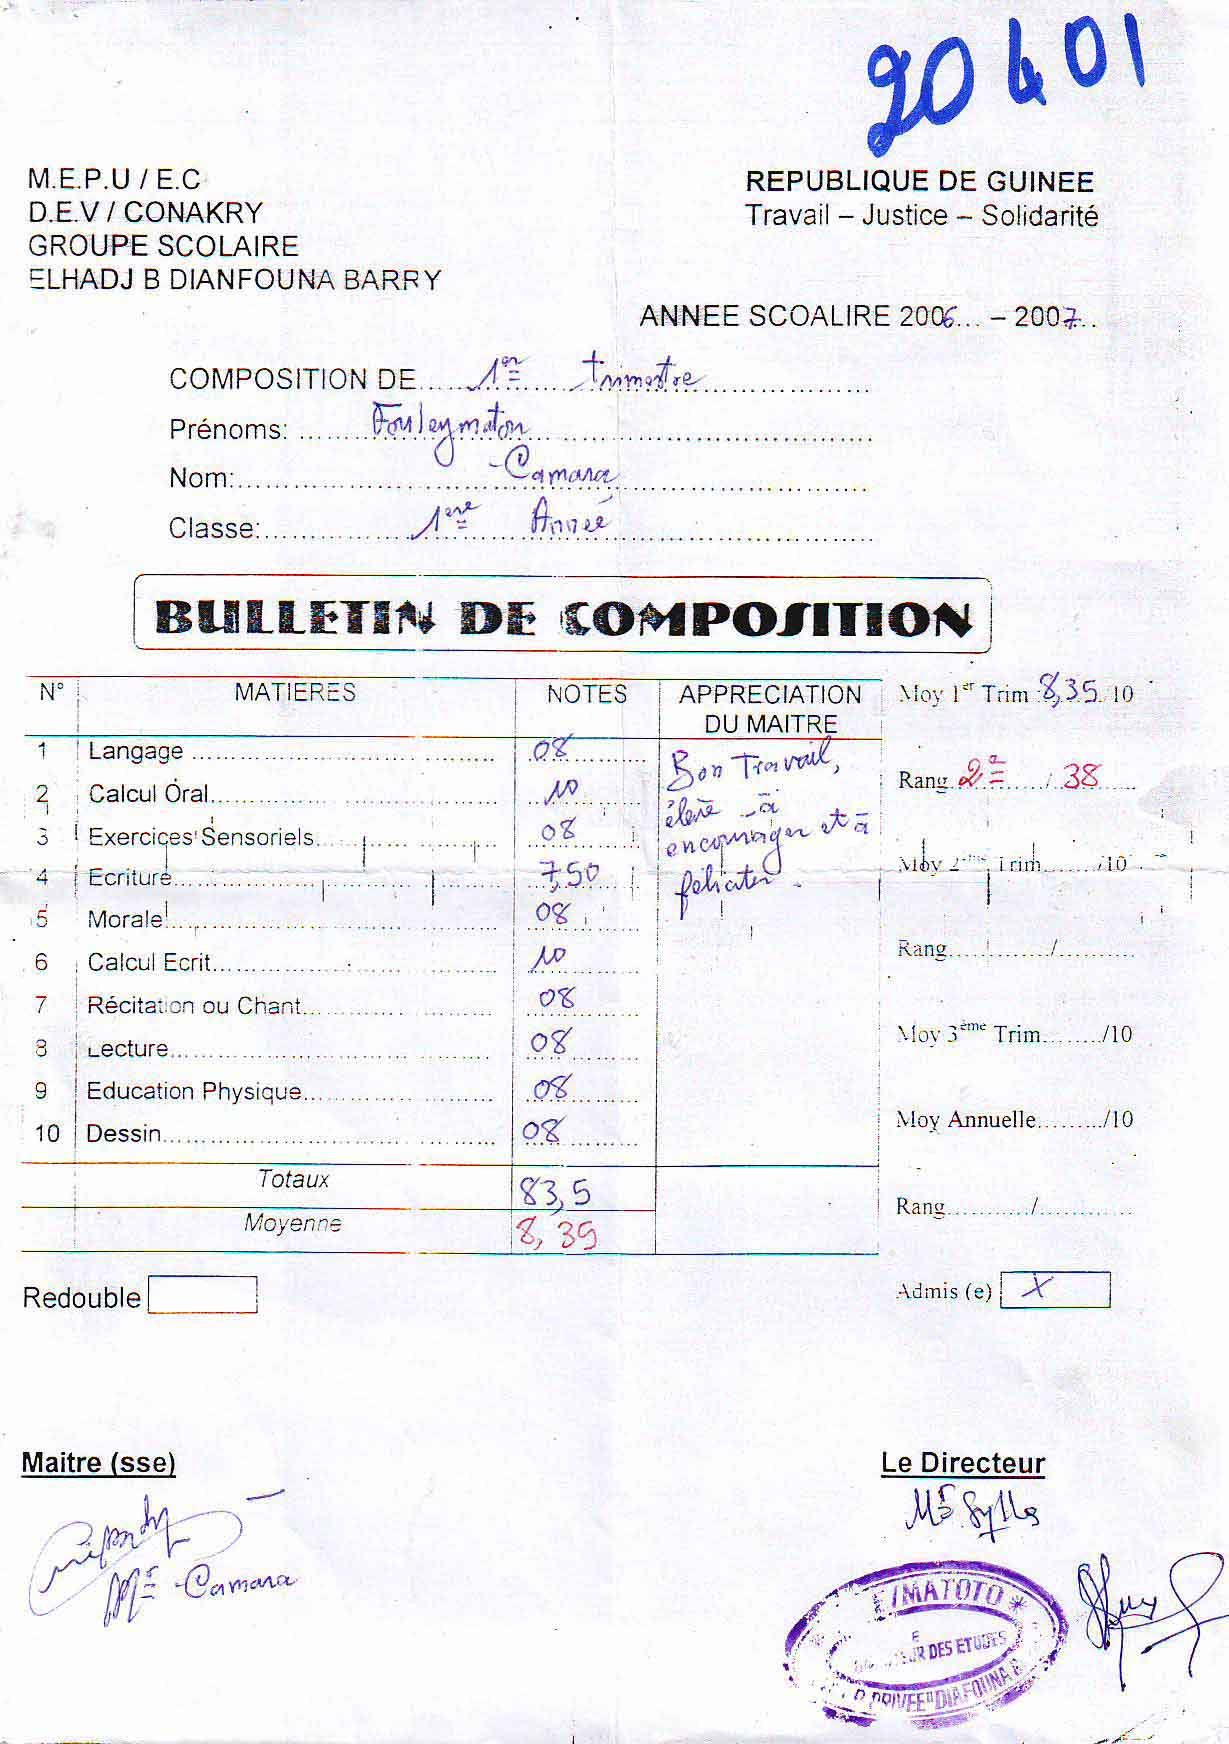 20401
M.E.P.U / E.C
D.E.V / CONAKRY
GROUPE SCOLAIRE
ELHADJ B DIANFOUNA BARRY
REPUBLIQUE DE GUINEE
Travail – Justice – Solidarité
ANNEE SCOALIRE 2006... – 2007..
COMPOSITION DE 1er trimestre
Prénoms: Fouleymatou
Nom: Camara
Classe: 1ere Année
BULLETIN DE COMPOSITION
N° MATIERES NOTES APPRECIATION DU MAITRE
1 Langage 08
2 Calcul Oral 10
3 Exercices Sensoriels 08
4 Ecriture 7,50
5 Morale 08
6 Calcul Ecrit 10
7 Récitation ou Chant 08
8 Lecture 08
9 Education Physique 08
10 Dessin 08
Totaux 83,5
Moyenne 8,35
Bon Travail,
élève à
encourager et à
féliciter.
Moy 1er Trim 8,35/10
Rang 2e / 38
Moy 2ème Trim......./10
Rang........../..........
Moy 3ème Trim......../10
Moy Annuelle........./10
Rang........../..........
Redouble
Admis (e) X
Maitre (sse)
Mr Camara
Le Directeur
Mr Sylla
E/MATOTO *
DES ETUDES
PRIVEE "DIAFOUNA B